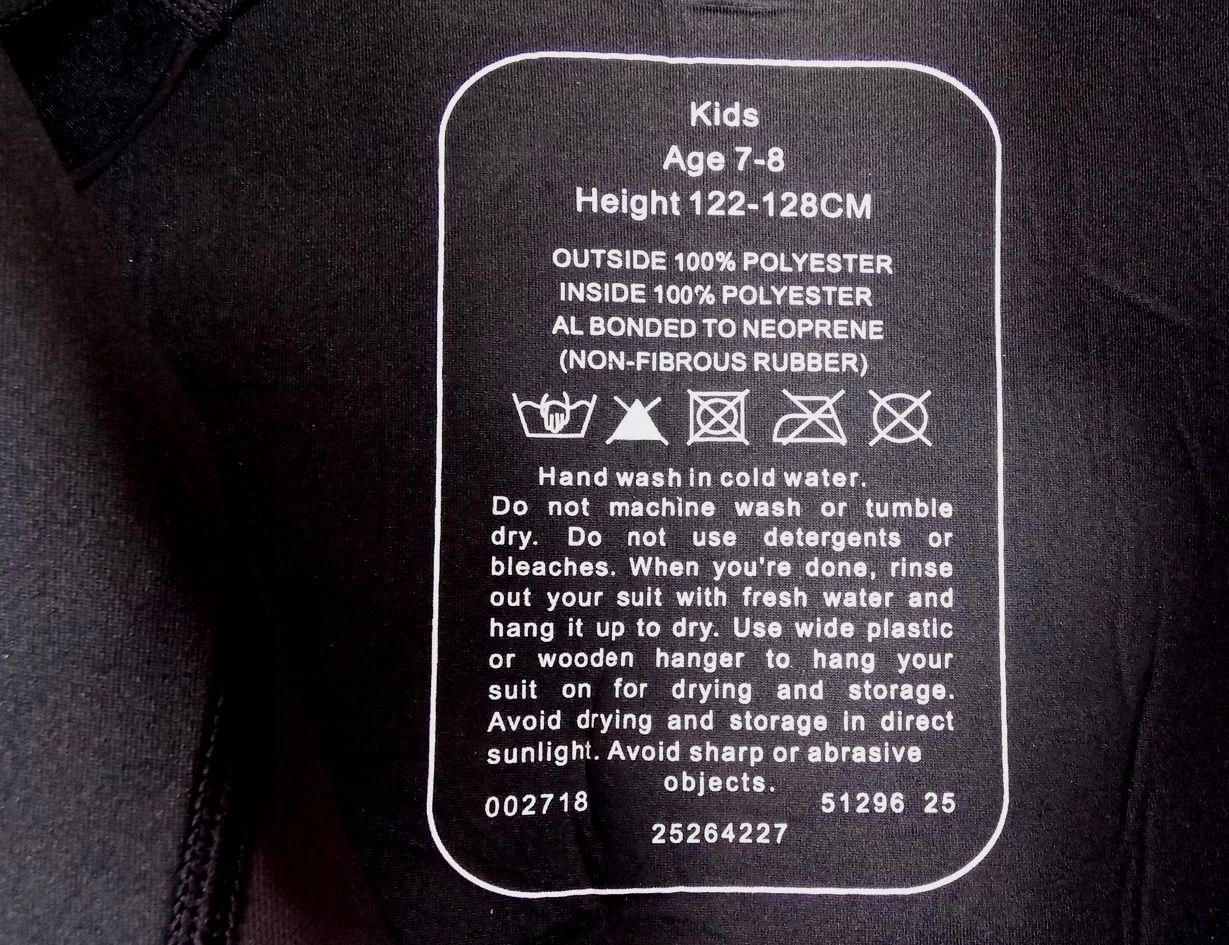 Kids
Age 7-8
Height 122-128CM
OUTSIDE 100% POLYESTER
INSIDE 100% POLYESTER
AL BONDED TO NEOPRENE
(NON-FIBROUS RUBBER)
Hand wash in cold water.
Do not machine wash or tumble
dry. Do not use detergents or
bleaches. When you're done, rinse
out your suit with fresh water and
hang it up to dry. Use wide plastic
or wooden hanger to hang your
suit on for drying and storage.
Avoid drying and storage in direct
sunlight. Avoid sharp or abrasive
objects.
002718 51296 25
25264227